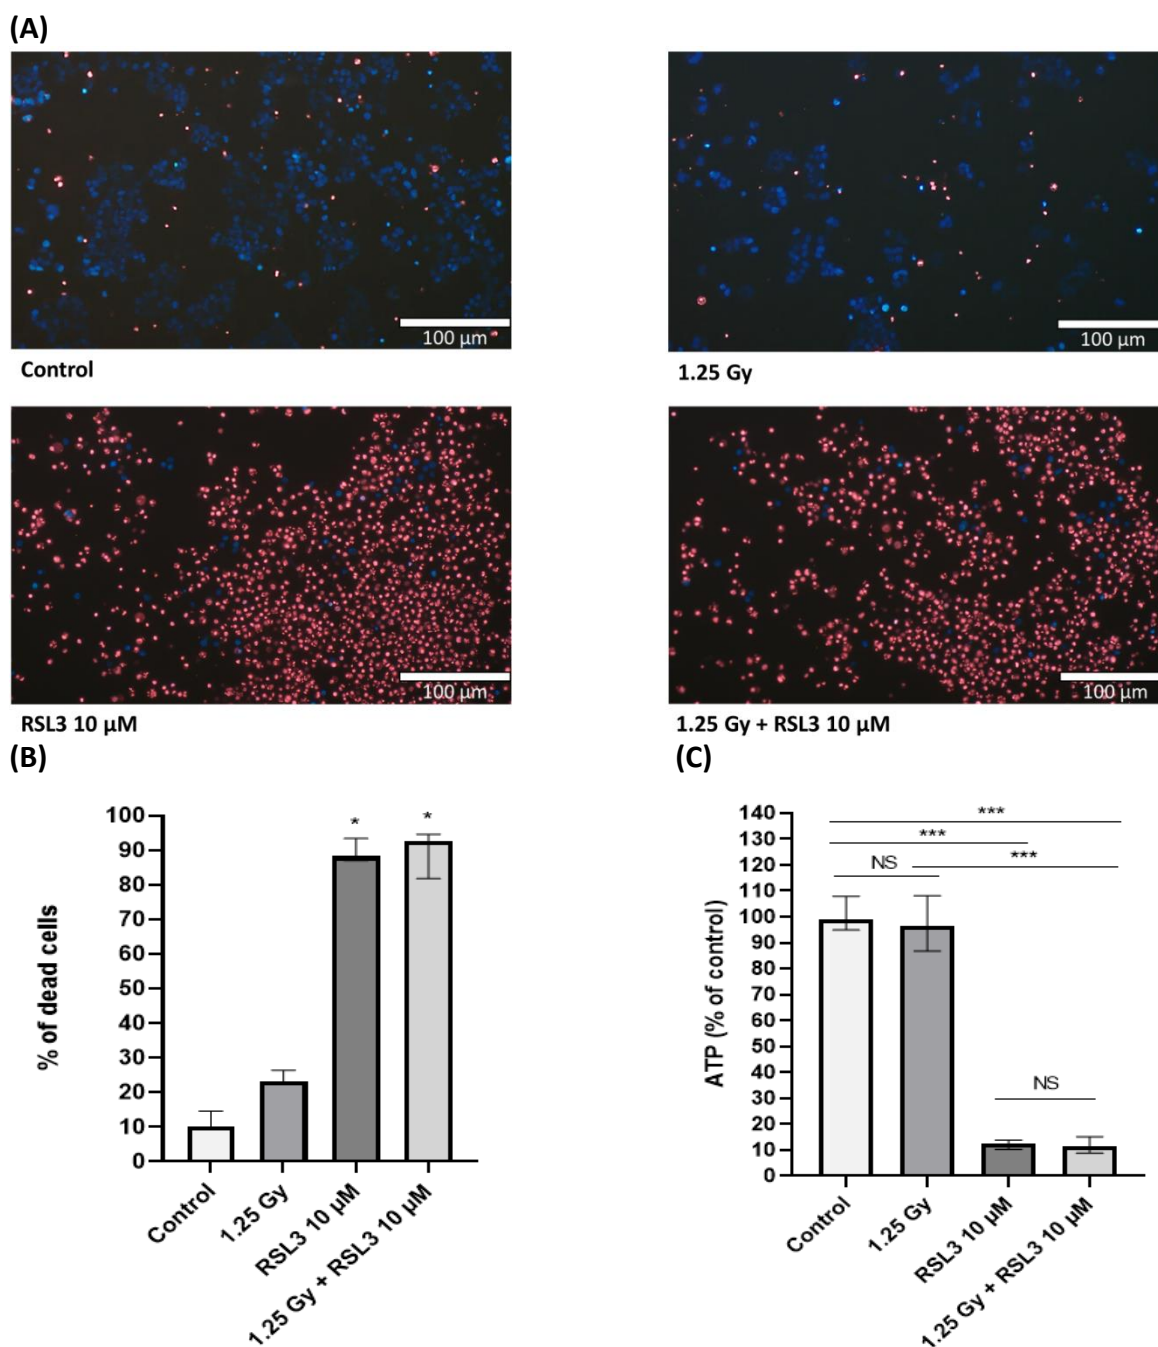 (A)
100 µm
100 µm
Control
1.25 Gy
100 µm
100 µm
RSL3 10 µM
1.25 Gy + RSL3 10 µM
(B)
(C)
% of dead cells
100
90
80
70
60
50
40
30
20
10
0
*
*
Control
1.25 Gy
RSL3 10 µM
1.25 Gy + RSL3 10 µM
ATP (% of control)
140
130
120
110
100
90
80
70
60
50
40
30
20
10
0
***
***
NS
***
NS
Control
1.25 Gy
RSL3 10 µM
1.25 Gy + RSL3 10 µM